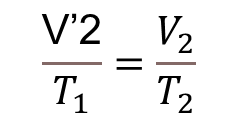 V’2/T₁ = V₂/T₂